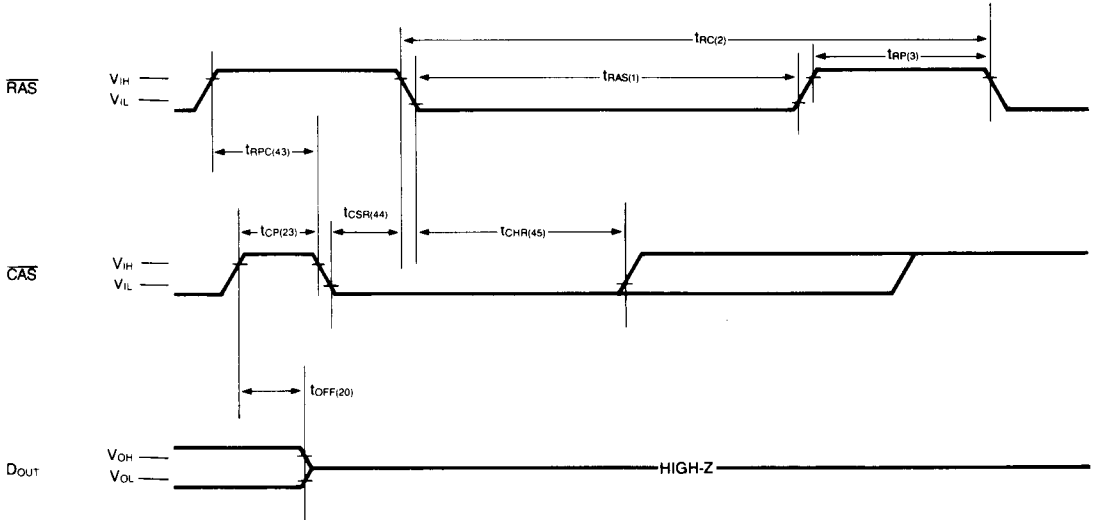 tRC(2)
tRP(3)
tRAS(1)
RAS
VIH
VIL
tRPC(43)
tCSR(44)
tCP(23)
tCHR(45)
CAS
VIH
VIL
tOFF(20)
DOUT
VOH
VOL
HIGH-Z